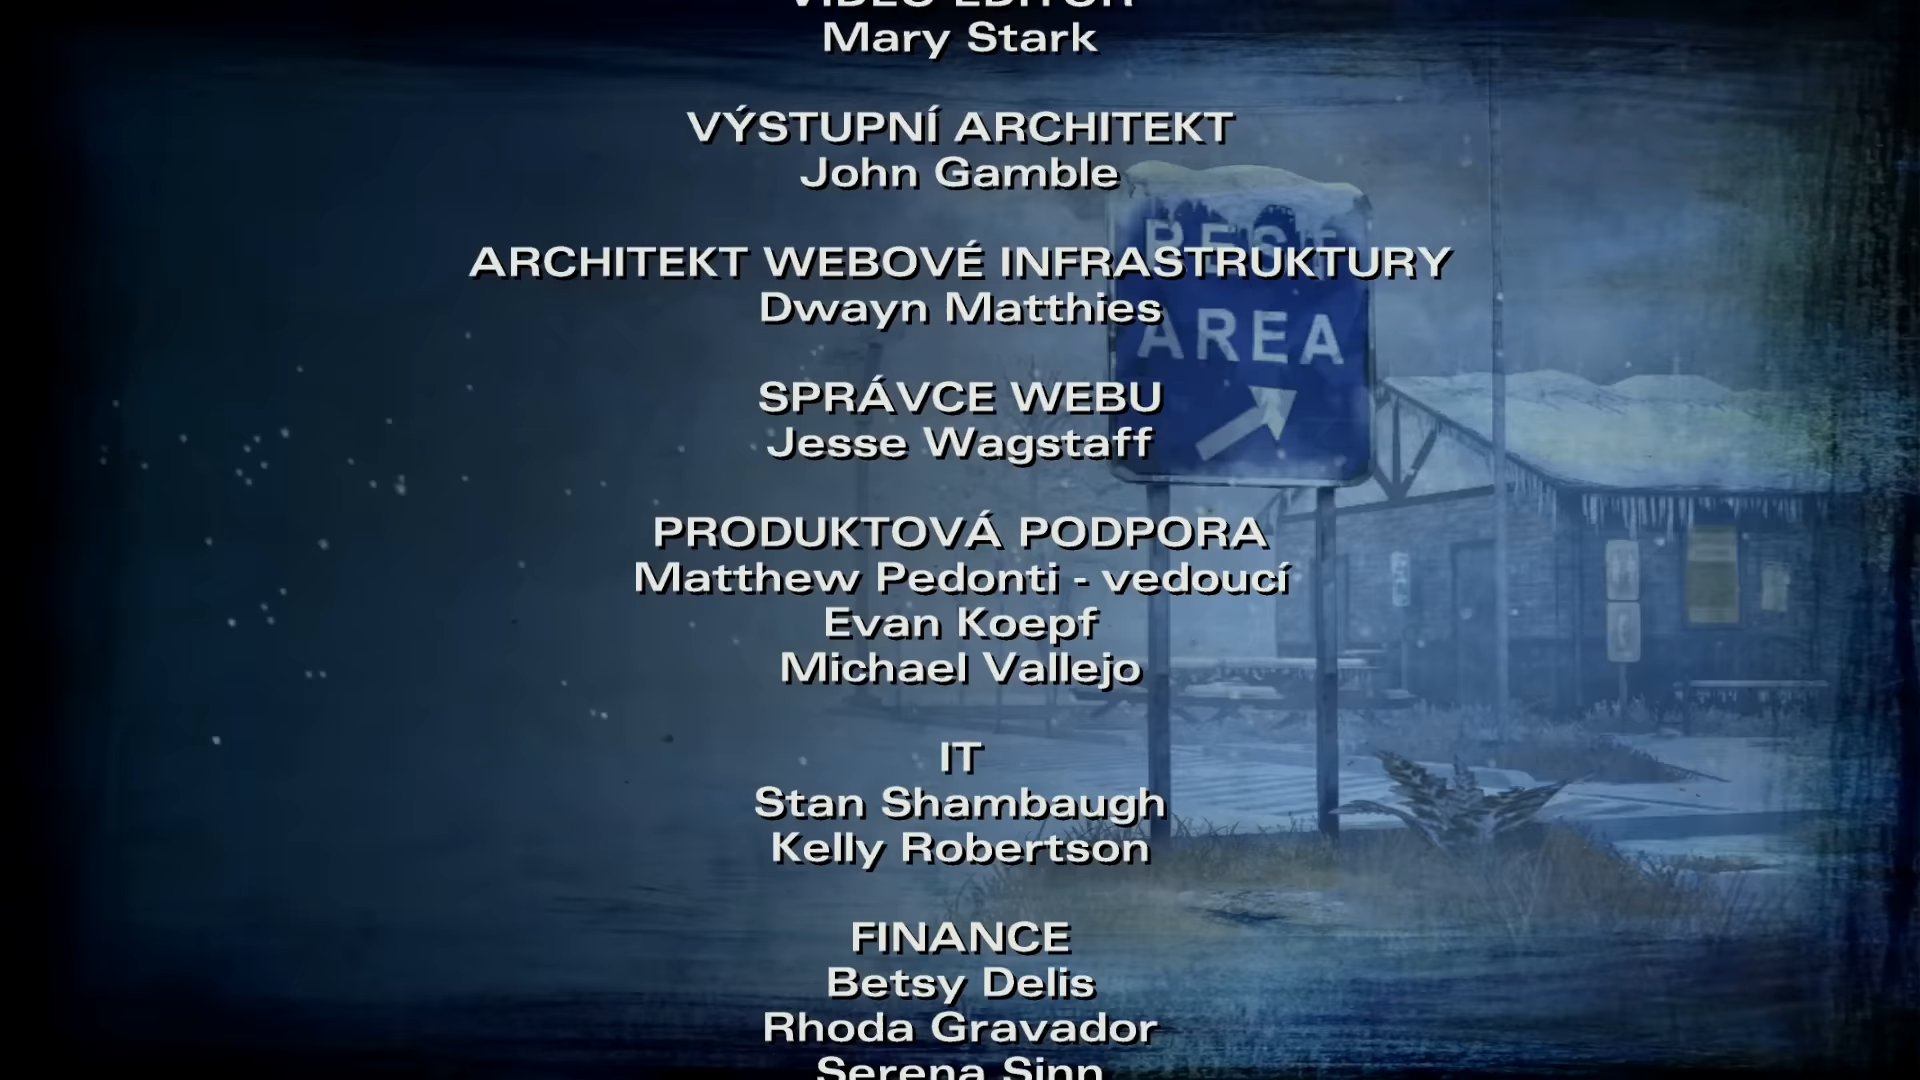 VIDEO EDITOR
Mary Stark
VÝSTUPNÍ ARCHITEKT
John Gamble
ARCHITEKT WEBOVÉ INFRASTRUKTURY
Dwayn Matthies
SPRÁVCE WEBU
Jesse Wagstaff
PRODUKTOVÁ PODPORA
Matthew Pedonti - vedoucí
Evan Koepf
Michael Vallejo
IT
Stan Shambaugh
Kelly Robertson
FINANCE
Betsy Delis
Rhoda Gravador
Serena Sinn
REST
AREA